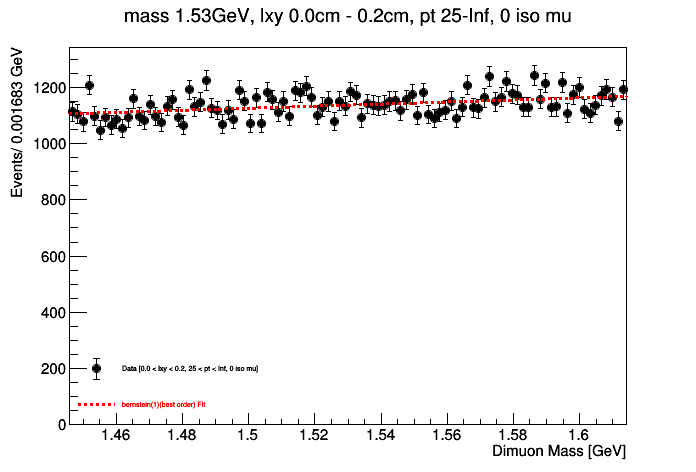 mass 1.53GeV, lxy 0.0cm - 0.2cm, pt 25-Inf, 0 iso mu
Events/ 0.001683 GeV
1200
1000
800
600
400
200
0
Data [0.0 < lxy < 0.2, 25 < pt < Inf, 0 iso mu]
bernstein(1)(best order) Fit
1.46 1.48 1.5 1.52 1.54 1.56 1.58 1.6
Dimuon Mass [GeV]